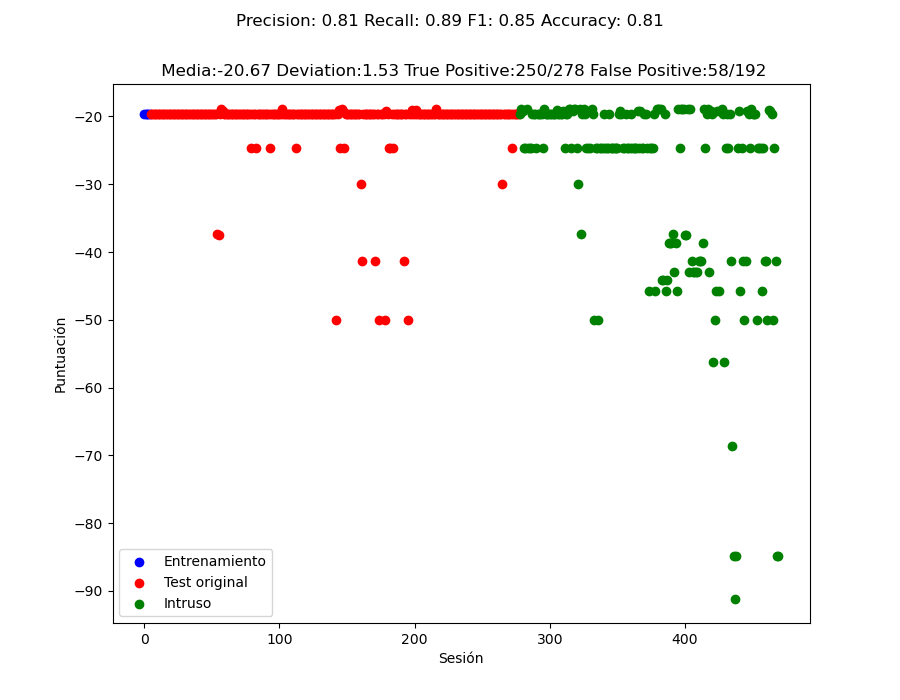 Precision: 0.81 Recall: 0.89 F1: 0.85 Accuracy: 0.81
Media:-20.67 Deviation:1.53 True Positive:250/278 False Positive:58/192
−20
−30
−40
−50
−60
−70
−80
−90
Puntuación
Entrenamiento
Test original
Intruso
0
100
200
300
400
Sesión